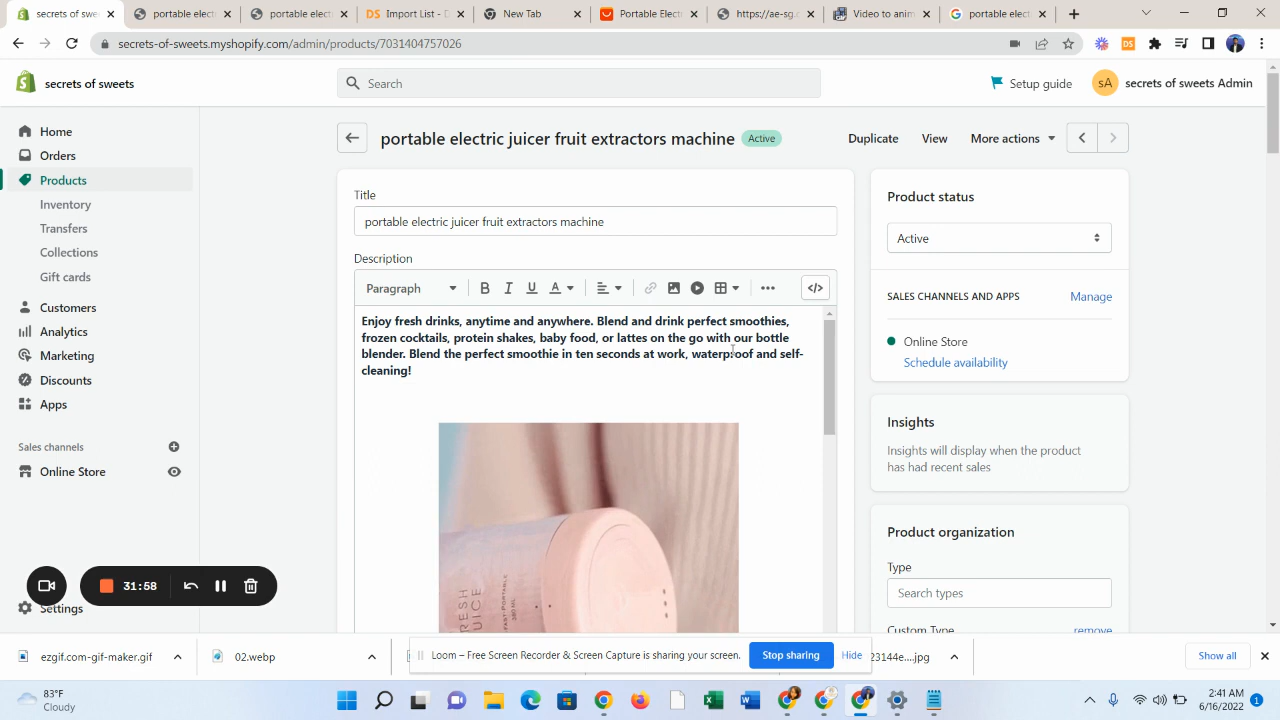 secrets of sw
portable elect
portable elect
DS Import List - D
New Tab
Portable Elect
https://ae-sg.
Video to anim
portable elect
secrets-of-sweets.myshopify.com/admin/products/7031404757026
secrets of sweets
Search
Setup guide
sA
secrets of sweets Admin
Home
Orders
Products
Inventory
Transfers
Collections
Gift cards
Customers
Analytics
Marketing
Discounts
Apps
Sales channels
Online Store
Settings
portable electric juicer fruit extractors machine Active
Duplicate View More actions
Title
portable electric juicer fruit extractors machine
Description
Paragraph B I U A
Enjoy fresh drinks, anytime and anywhere. Blend and drink perfect smoothies,
frozen cocktails, protein shakes, baby food, or lattes on the go with our bottle
blender. Blend the perfect smoothie in ten seconds at work, waterproof and self-
cleaning!
FRESH
JUICE
Product status
Active
SALES CHANNELS AND APPS Manage
Online Store
Schedule availability
Insights
Insights will display when the product
has had recent sales
Product organization
Type
Search types
Custom Type remove
31:58
ezgif.com-gif-maker.gif
02.webp
Loom – Free Screen Recorder & Screen Capture is sharing your screen. Stop sharing Hide
23144e....jpg
Show all
83°F
Cloudy
2:41 AM
6/16/2022